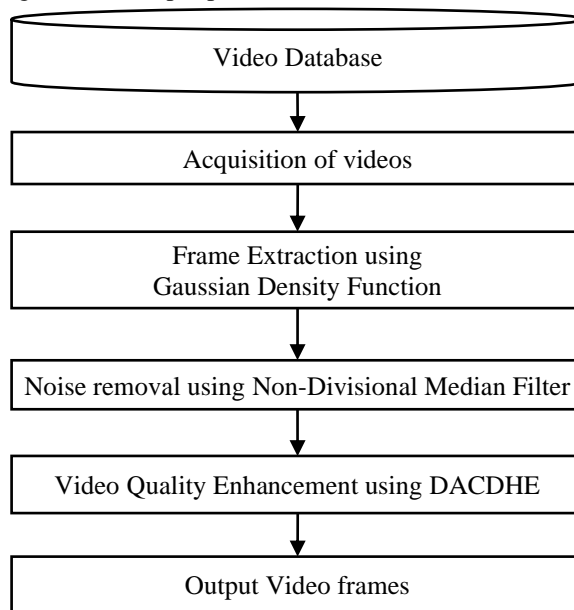 Video Database
Acquisition of videos
Frame Extraction using
Gaussian Density Function
Noise removal using Non-Divisional Median Filter
Video Quality Enhancement using DACDHE
Output Video frames